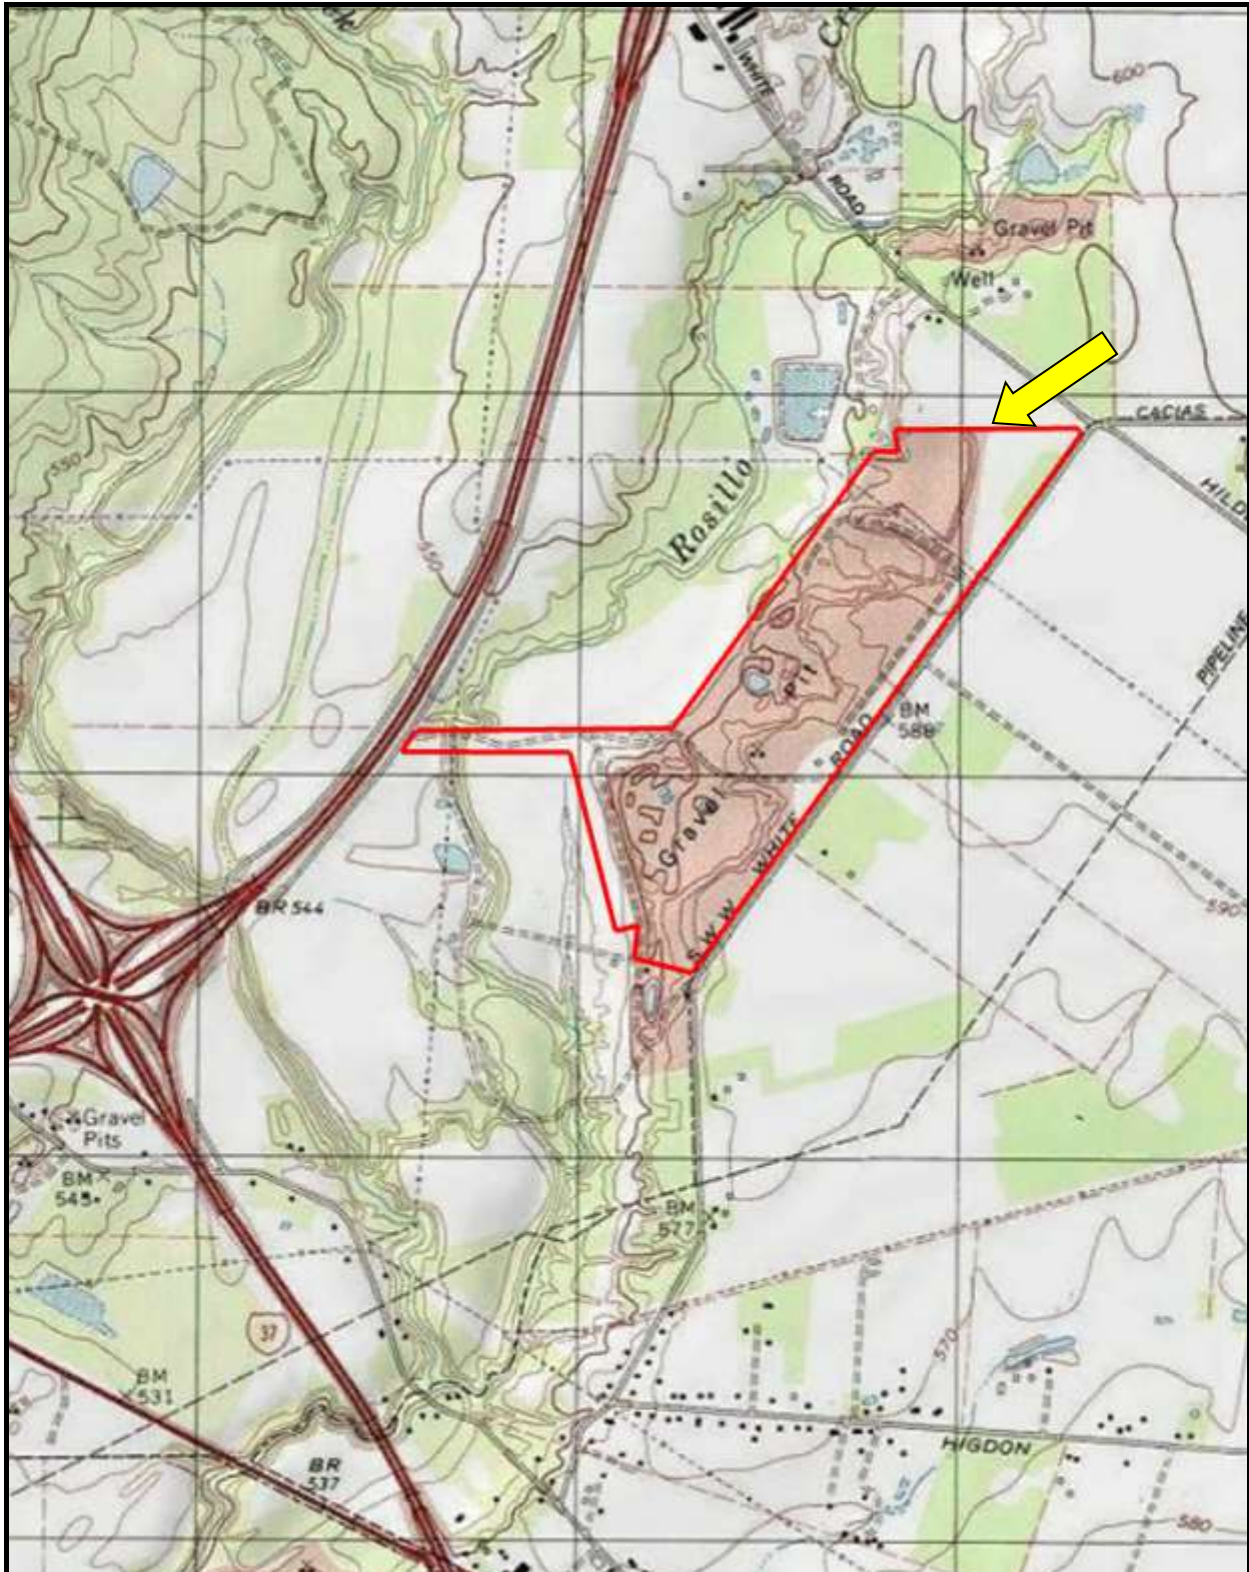 WHITE
ROAD
600
Gravel Pit
Well
CACIAS
HILD
550
Rosillo
550
PIPELINE
Pit
BM
588
ROAD
Gravel
WHITE
S W W
590
BR 544
Gravel
Pits
BM
545
BM
577
37
570
BM
531
HIGDON
BR
537
580